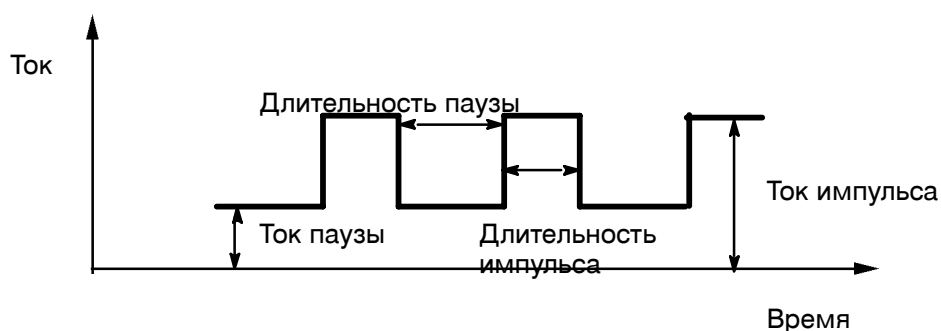 Ток
Длительность паузы
Ток импульса
Ток паузы
Длительность
импульса
Время